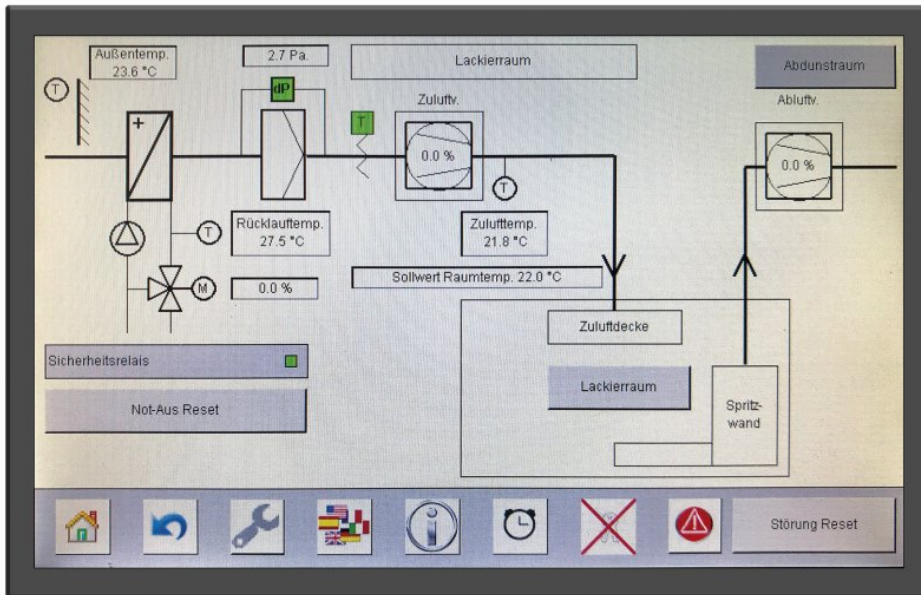 Außentemp.
23.6 °C
2.7 Pa.
Lackierraum
Abdunstraum
T
dP
T
Zuluftv.
0.0 %
Abluftv.
0.0 %
+
T
T
Rücklauftemp.
27.5 °C
Zulufttemp.
21.8 °C
M
0.0 %
Sollwert Raumtemp. 22.0 °C
Zuluftdecke
Sicherheitsrelais
Lackierraum
Not-Aus Reset
Spritz-
wand
i
Störung Reset